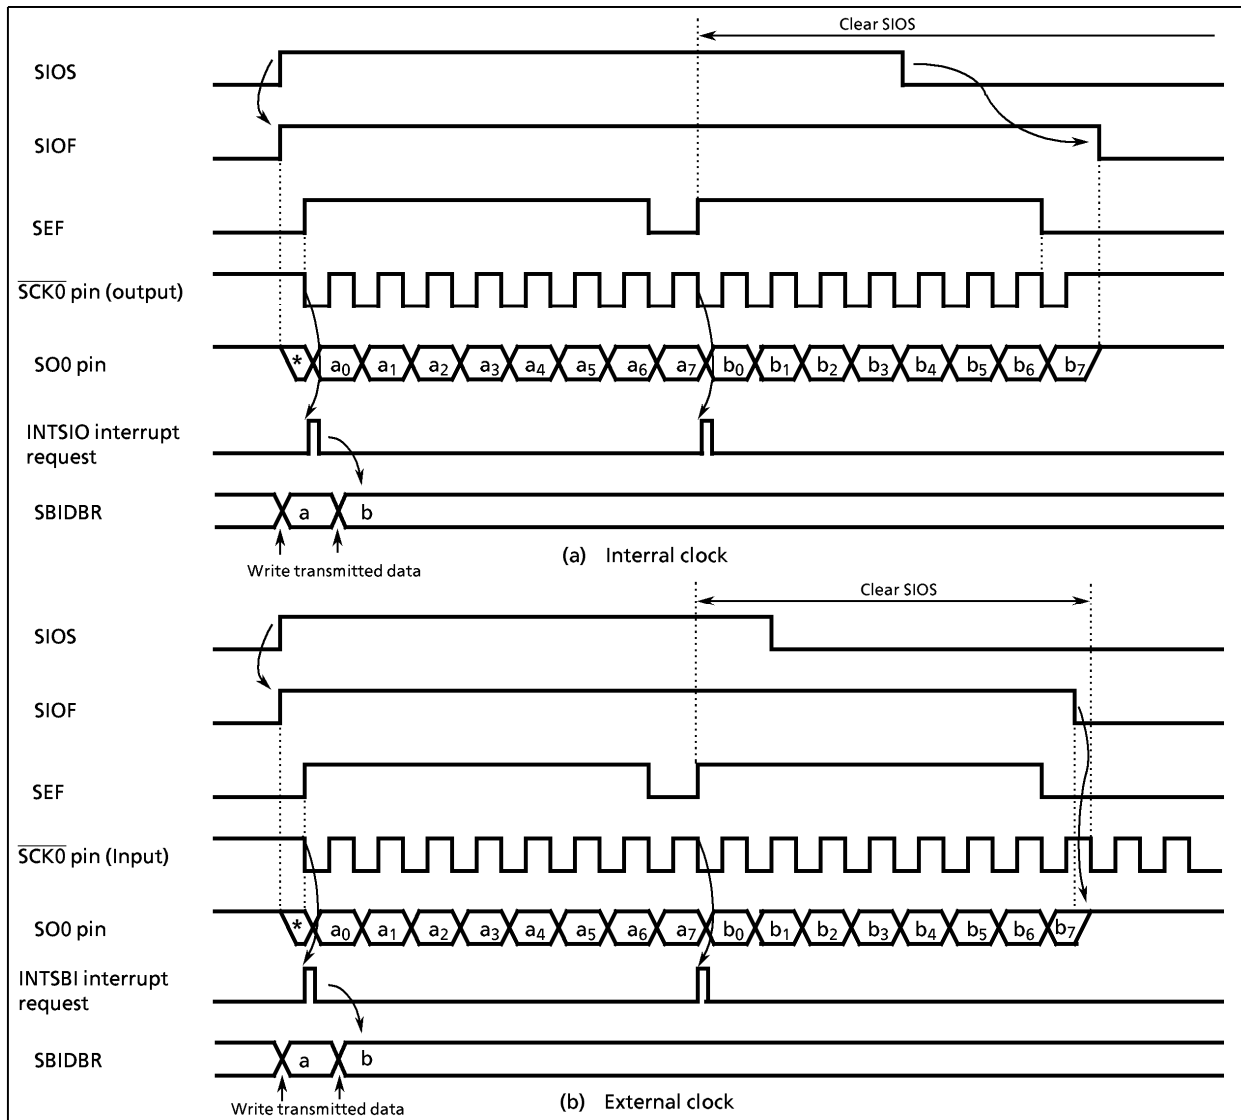 Clear SIOS
SIOS
SIOF
SEF
SCK0 pin (output)
SO0 pin
* a0 a1 a2 a3 a4 a5 a6 a7 b0 b1 b2 b3 b4 b5 b6 b7
INTSIO interrupt
request
SBIDBR
a b
Write transmitted data
(a) Interral clock
Clear SIOS
SIOS
SIOF
SEF
SCK0 pin (Input)
SO0 pin
* a0 a1 a2 a3 a4 a5 a6 a7 b0 b1 b2 b3 b4 b5 b6 b7
INTSBI interrupt
request
SBIDBR
a b
Write transmitted data
(b) External clock